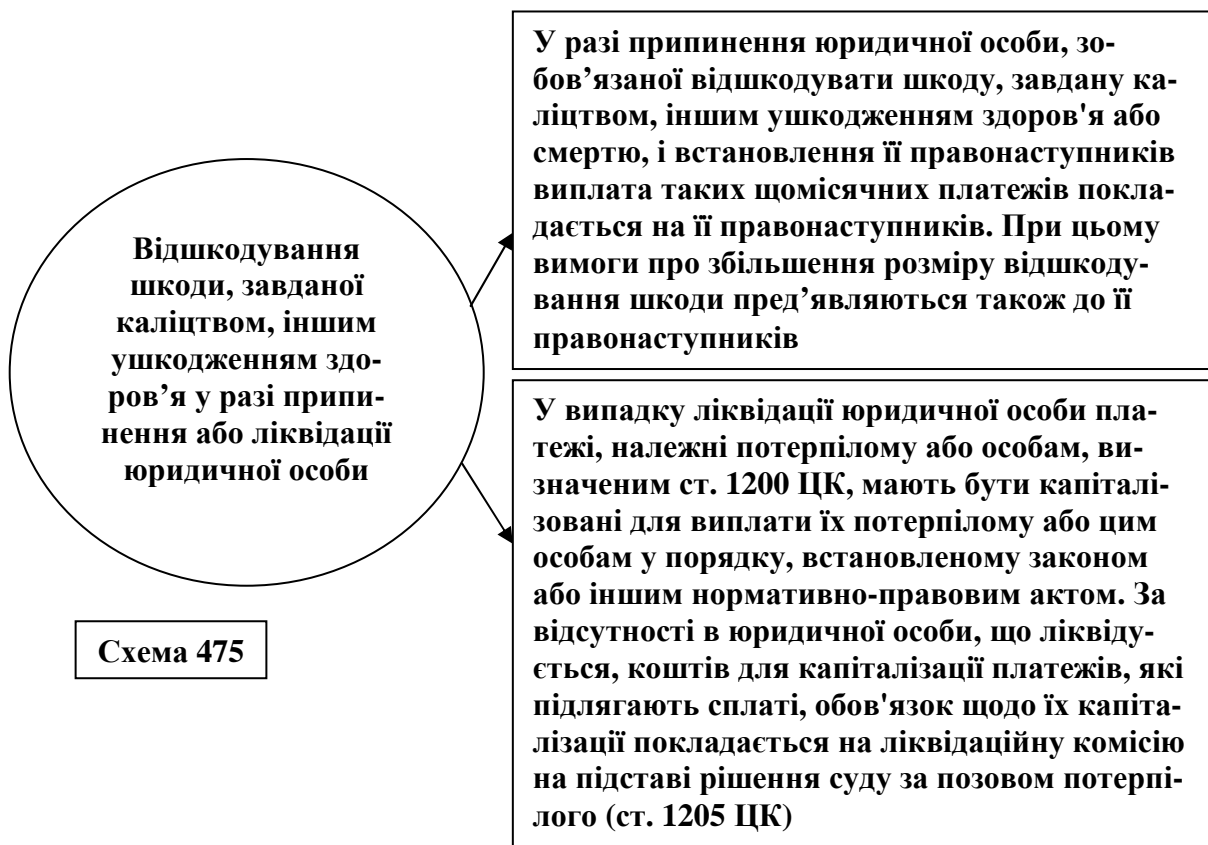 Відшкодування
шкоди, завданої
каліцтвом, іншим
ушкодженням здо-
ров’я у разі припи-
нення або ліквідації
юридичної особи
У разі припинення юридичної особи, зо-
бов’язаної відшкодувати шкоду, завдану ка-
ліцтвом, іншим ушкодженням здоров'я або
смертю, і встановлення її правонаступників
виплата таких щомісячних платежів покла-
дається на її правонаступників. При цьому
вимоги про збільшення розміру відшкоду-
вання шкоди пред’являються також до її
правонаступників
У випадку ліквідації юридичної особи пла-
тежі, належні потерпілому або особам, ви-
значеним ст. 1200 ЦК, мають бути капіталі-
зовані для виплати їх потерпілому або цим
особам у порядку, встановленому законом
або іншим нормативно-правовим актом. За
відсутності в юридичної особи, що ліквіду-
ється, коштів для капіталізації платежів, які
підлягають сплаті, обов'язок щодо їх капіта-
лізації покладається на ліквідаційну комісію
на підставі рішення суду за позовом потерпі-
лого (ст. 1205 ЦК)
Схема 475